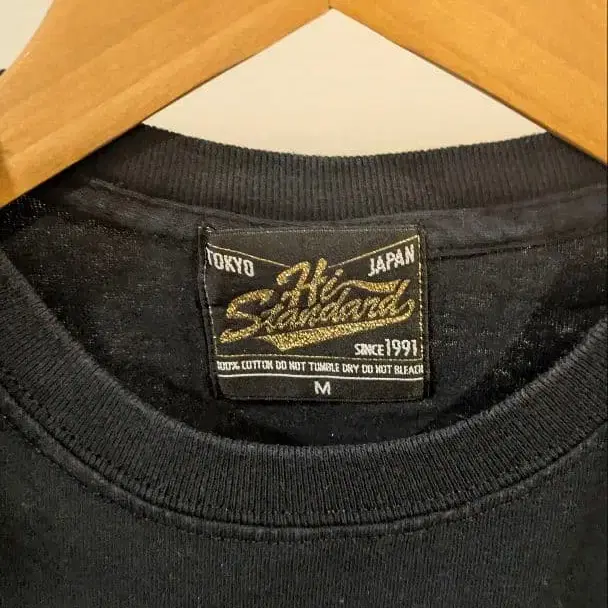 TOKYO JAPAN
Hi
Standard
SINCE 1991
100% COTTON DO NOT TUMBLE DRY DO NOT BLEACH
M